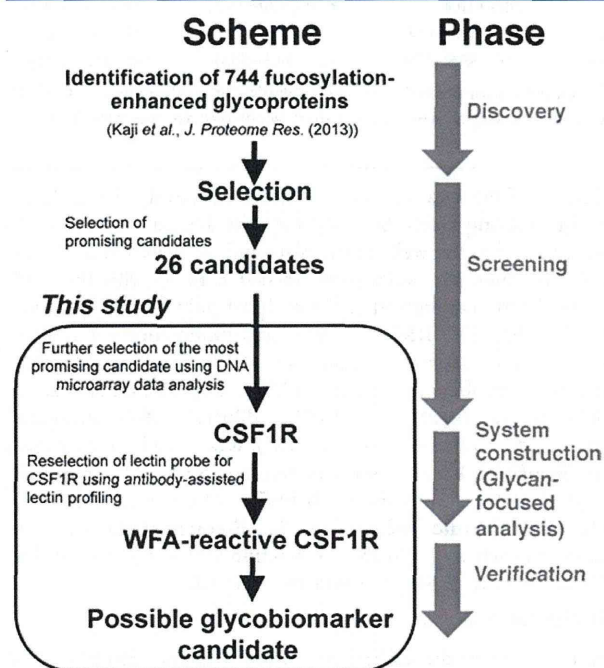 Scheme
Phase
Identification of 744 fucosylation-
enhanced glycoproteins
(Kaji et al., J. Proteome Res. (2013))
Discovery
Selection
Selection of
promising candidates
26 candidates
Screening
This study
Further selection of the most
promising candidate using DNA
microarray data analysis
CSF1R
Reselection of lectin probe for
CSF1R using antibody-assisted
lectin profiling
System
construction
(Glycan-
focused
analysis)
WFA-reactive CSF1R
Verification
Possible glycobiomarker
candidate